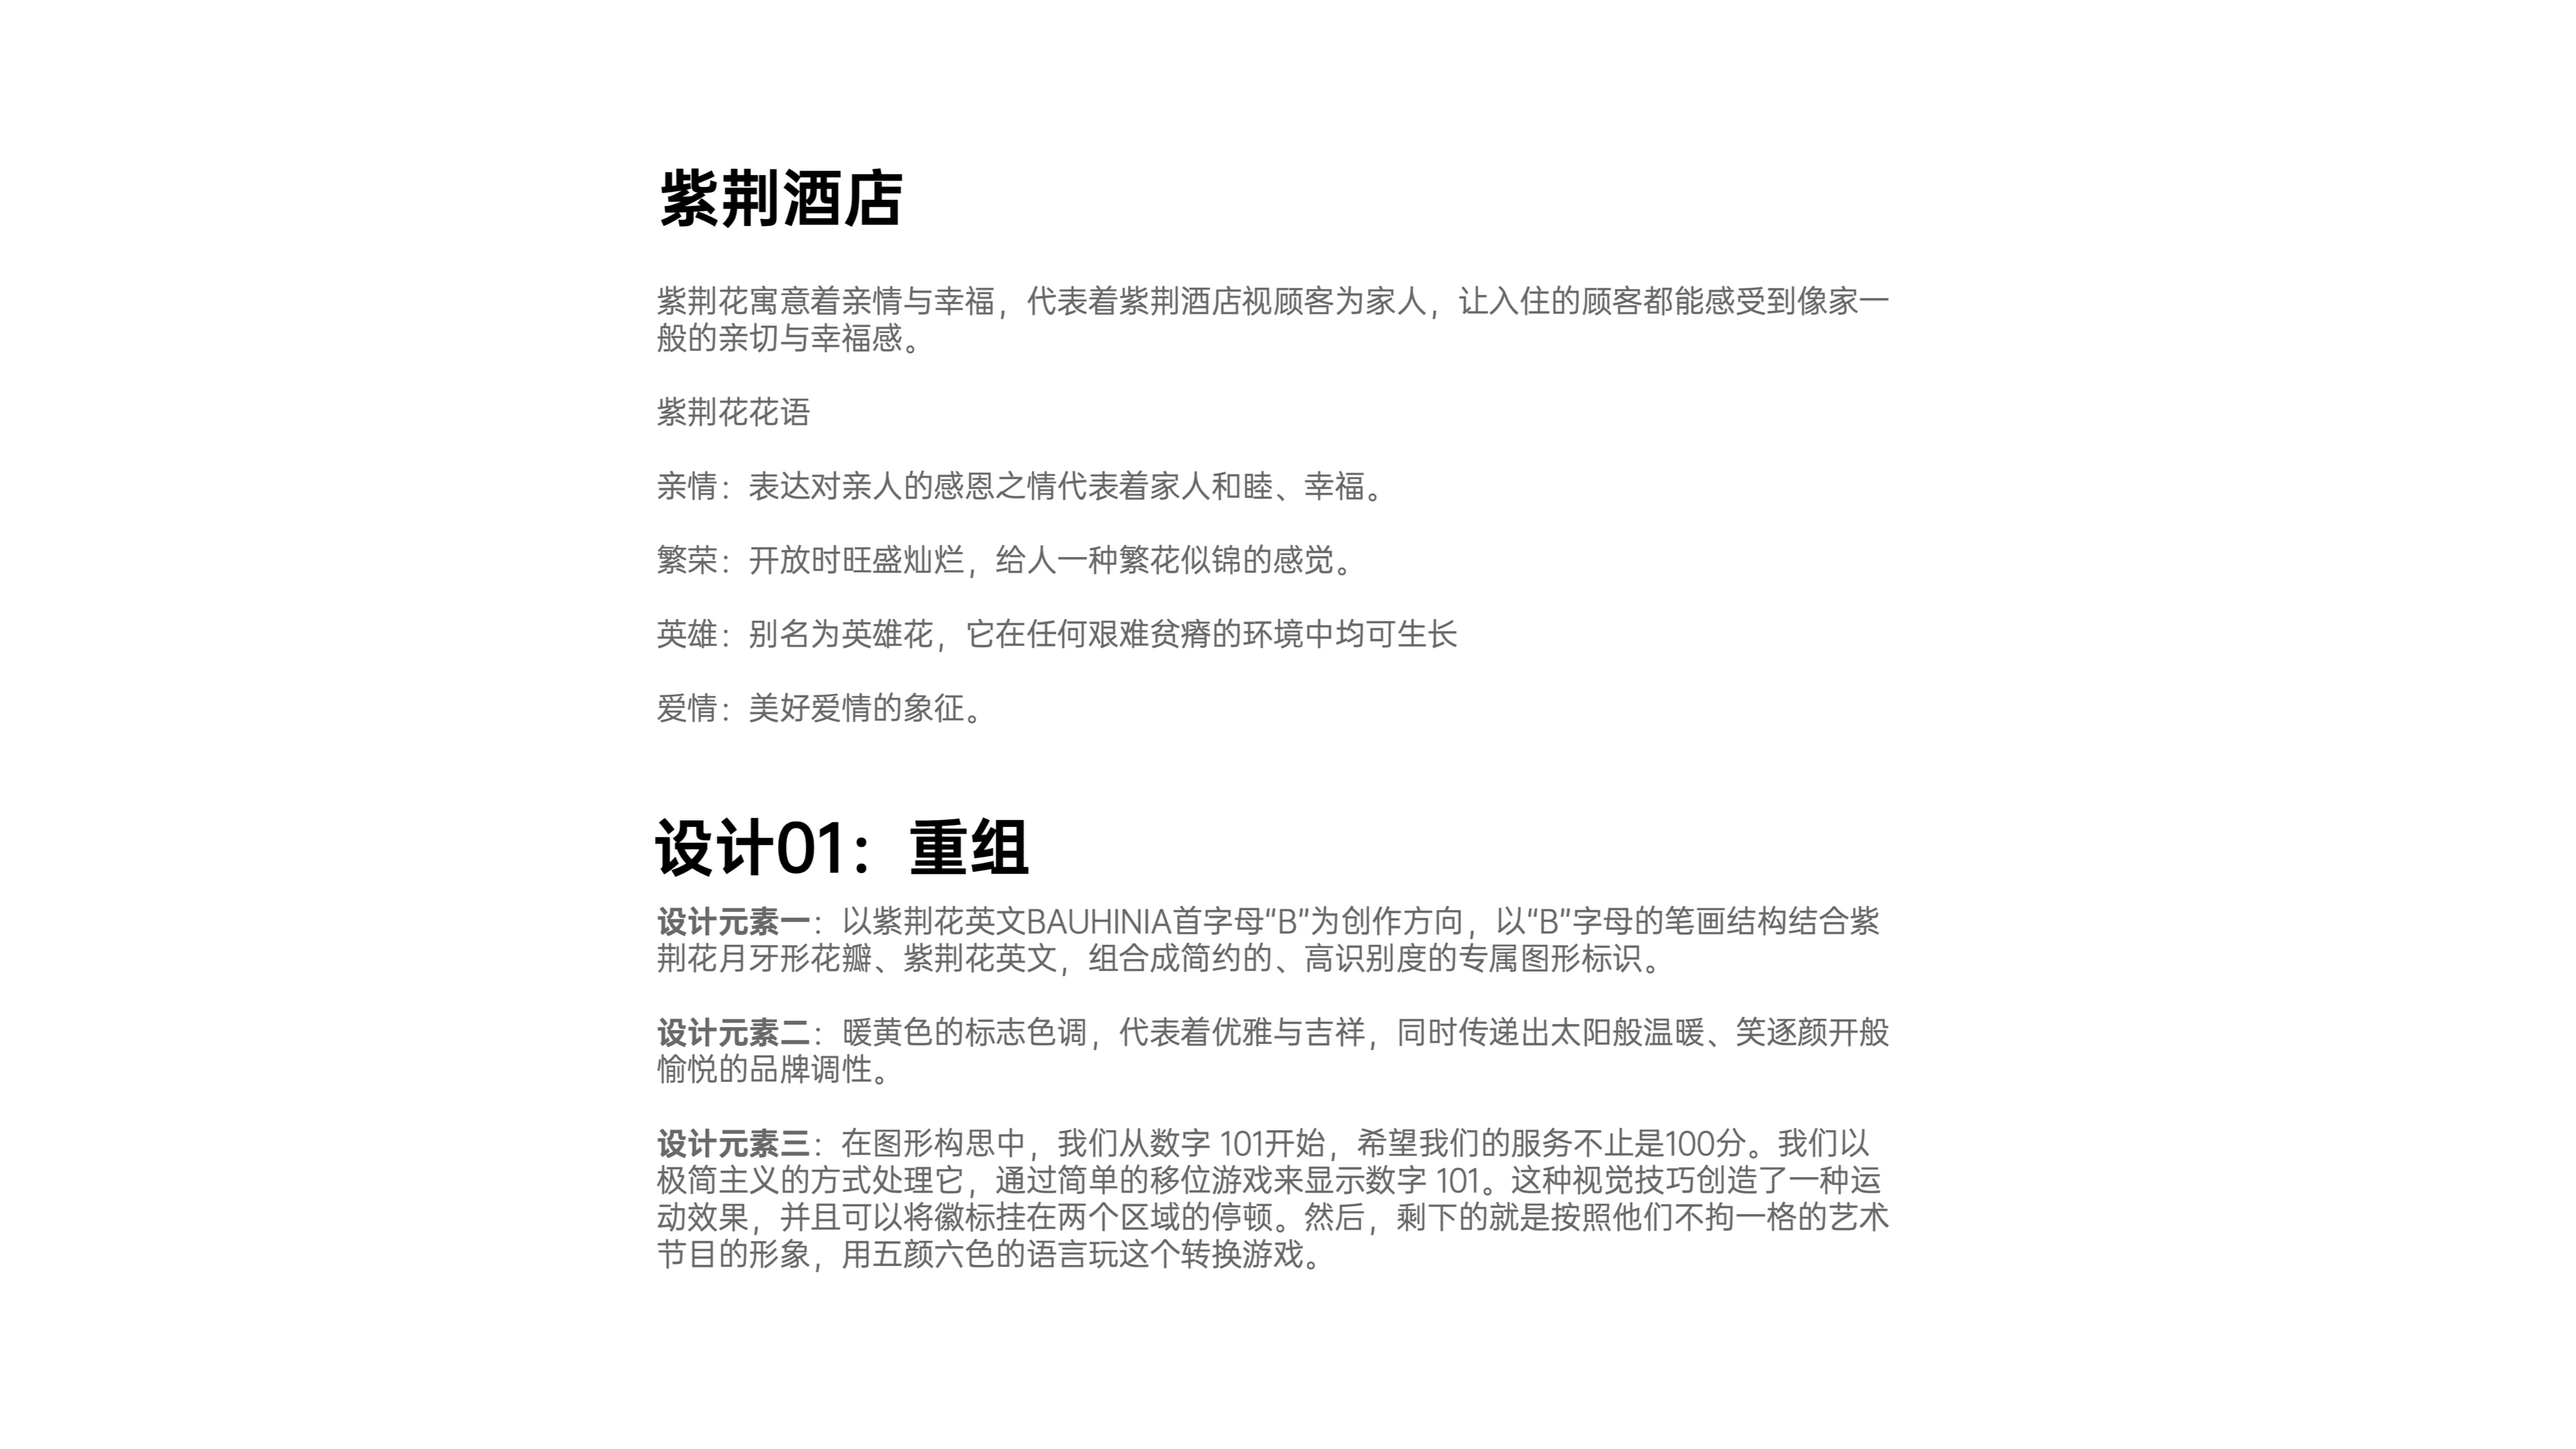 紫荆酒店
紫荆花寓意着亲情与幸福，代表着紫荆酒店视顾客为家人，让入住的顾客都能感受到像家一
般的亲切与幸福感。
紫荆花花语
亲情：表达对亲人的感恩之情代表着家人和睦、幸福。
繁荣：开放时旺盛灿烂，给人一种繁花似锦的感觉。
英雄：别名为英雄花，它在任何艰难贫瘠的环境中均可生长
爱情：美好爱情的象征。
设计01：重组
设计元素一：以紫荆花英文BAUHINIA首字母“B”为创作方向，以“B”字母的笔画结构结合紫
荆花月牙形花瓣、紫荆花英文，组合成简约的、高识别度的专属图形标识。
设计元素二：暖黄色的标志色调，代表着优雅与吉祥，同时传递出太阳般温暖、笑逐颜开般
愉悦的品牌调性。
设计元素三：在图形构思中，我们从数字 101开始，希望我们的服务不止是100分。我们以
极简主义的方式处理它，通过简单的移位游戏来显示数字 101。这种视觉技巧创造了一种运
动效果，并且可以将徽标挂在两个区域的停顿。然后，剩下的就是按照他们不拘一格的艺术
节目的形象，用五颜六色的语言玩这个转换游戏。